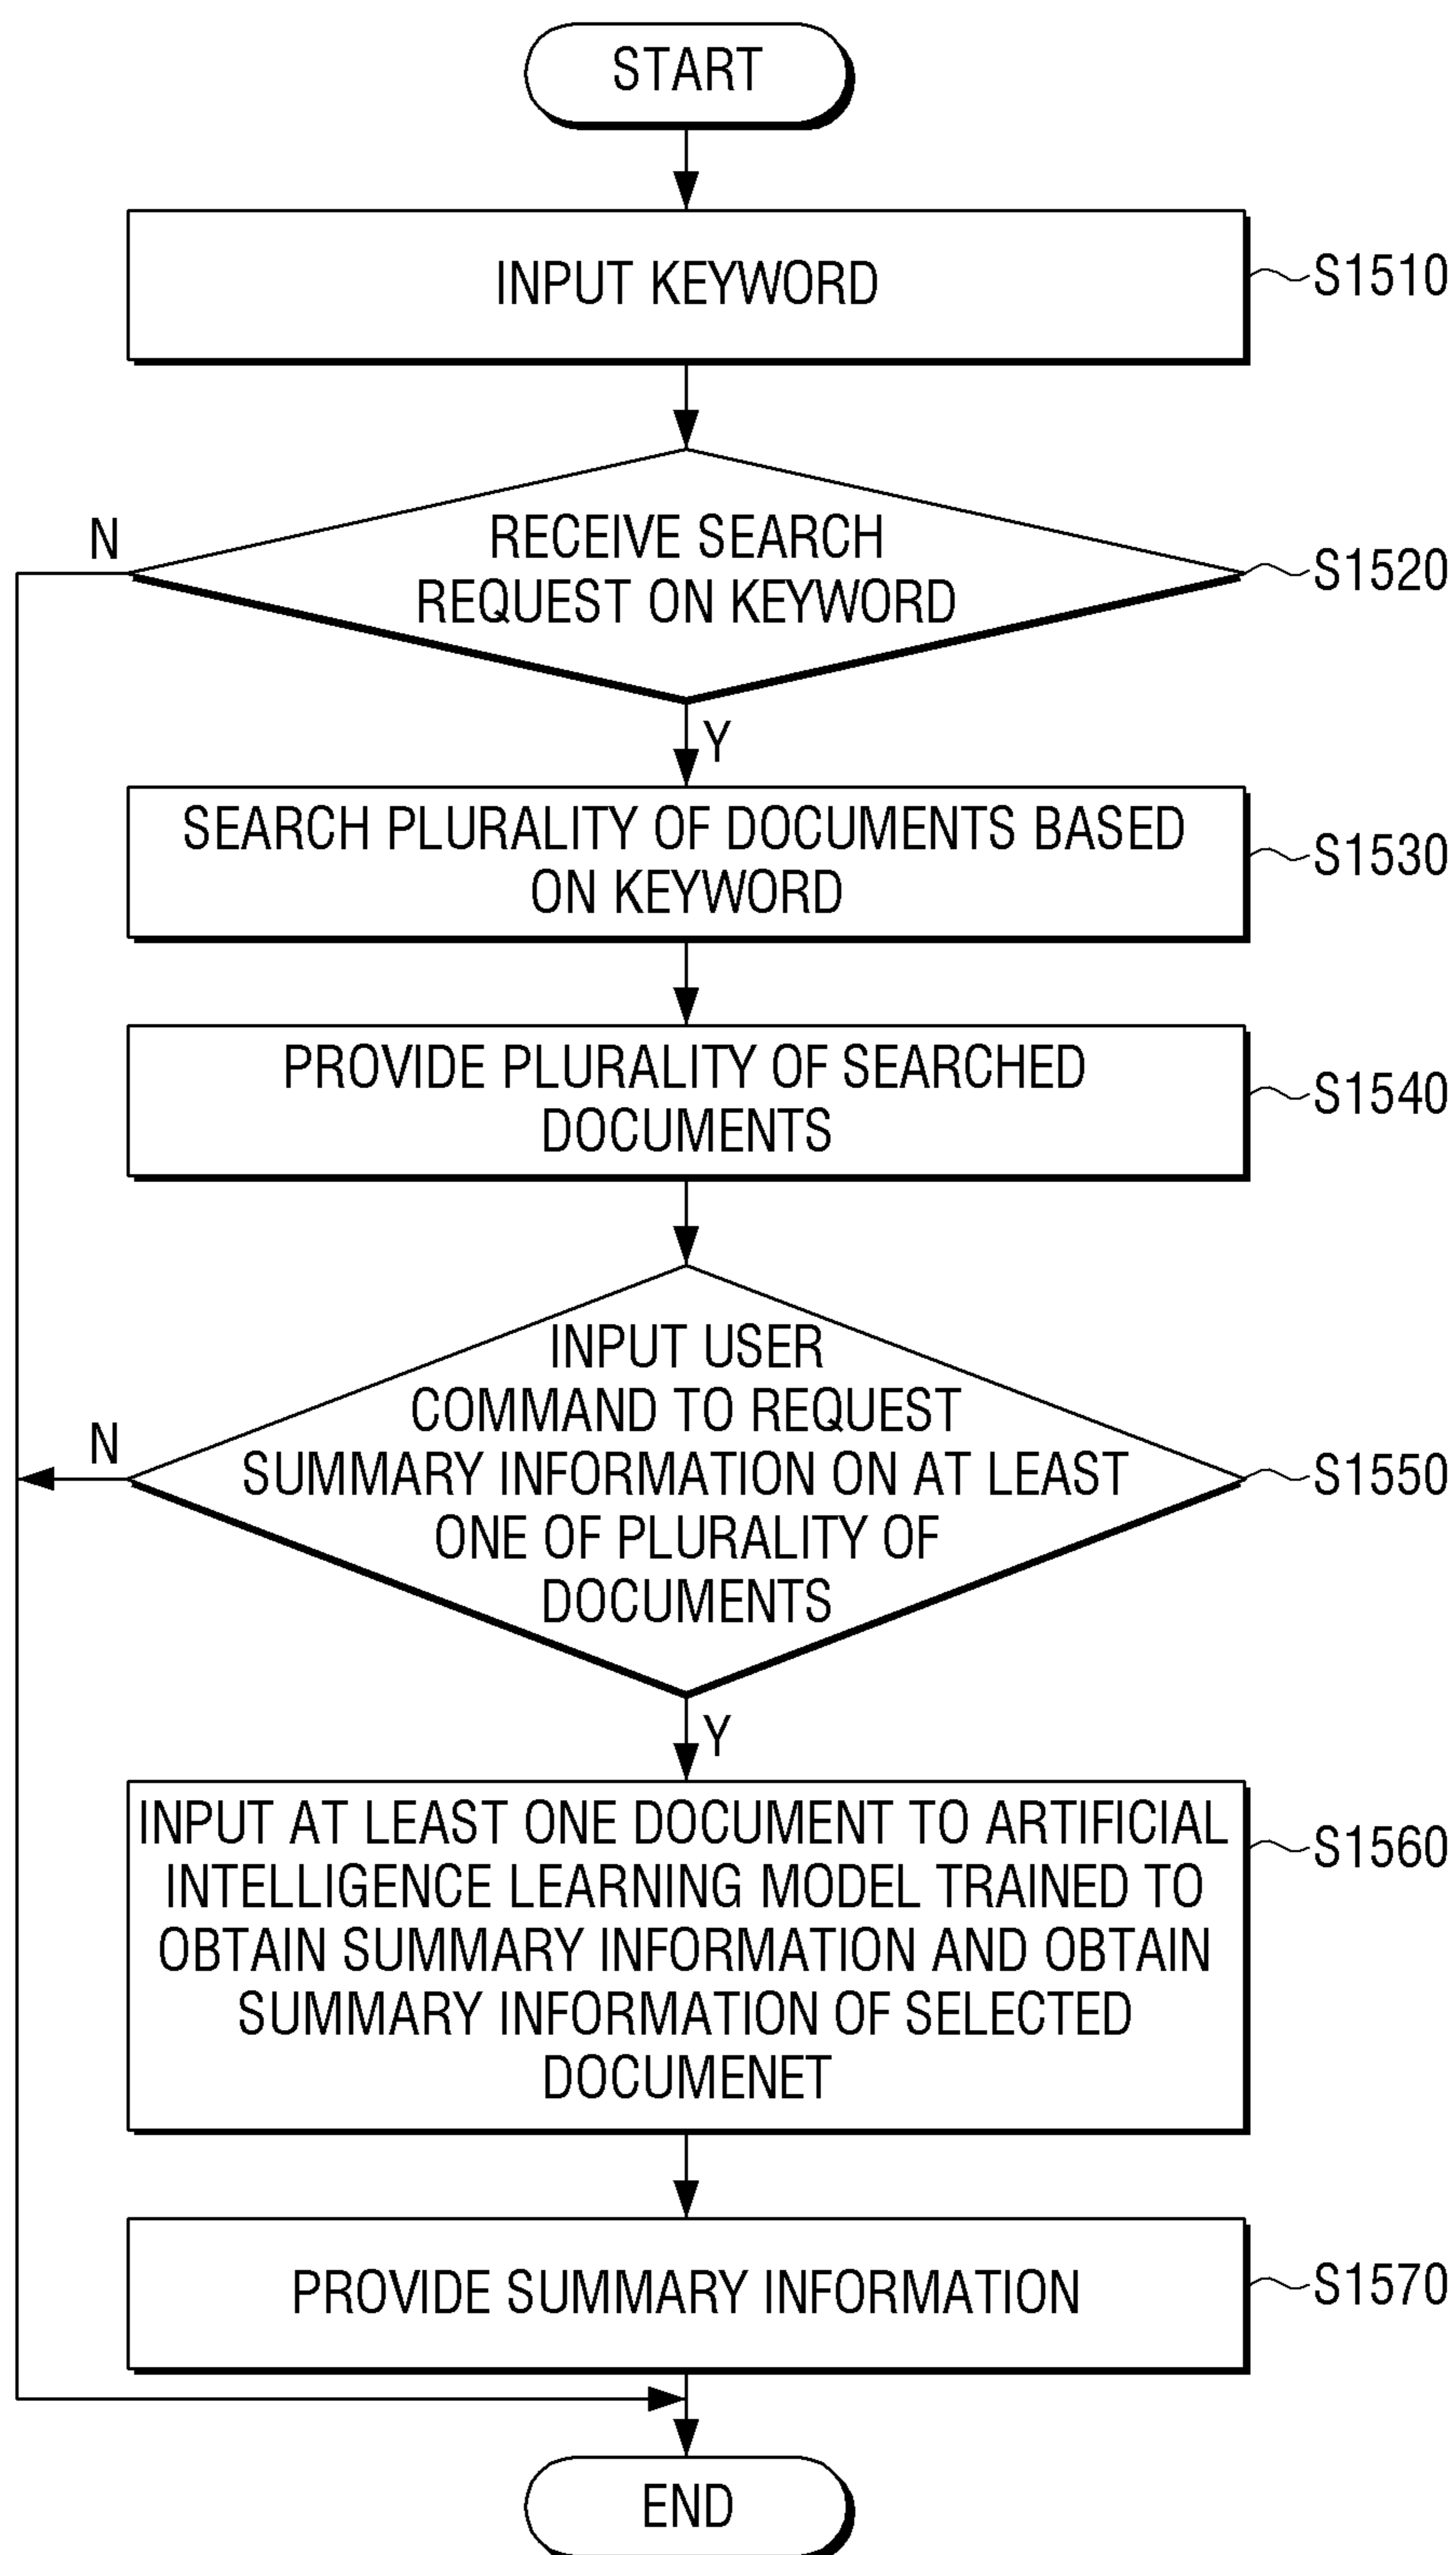 START
INPUT KEYWORD
S1510
N
RECEIVE SEARCH
REQUEST ON KEYWORD
S1520
Y
SEARCH PLURALITY OF DOCUMENTS BASED
ON KEYWORD
S1530
PROVIDE PLURALITY OF SEARCHED
DOCUMENTS
S1540
INPUT USER
COMMAND TO REQUEST
SUMMARY INFORMATION ON AT LEAST
ONE OF PLURALITY OF
DOCUMENTS
N
S1550
Y
INPUT AT LEAST ONE DOCUMENT TO ARTIFICIAL
INTELLIGENCE LEARNING MODEL TRAINED TO
OBTAIN SUMMARY INFORMATION AND OBTAIN
SUMMARY INFORMATION OF SELECTED
DOCUMENET
S1560
PROVIDE SUMMARY INFORMATION
S1570
END